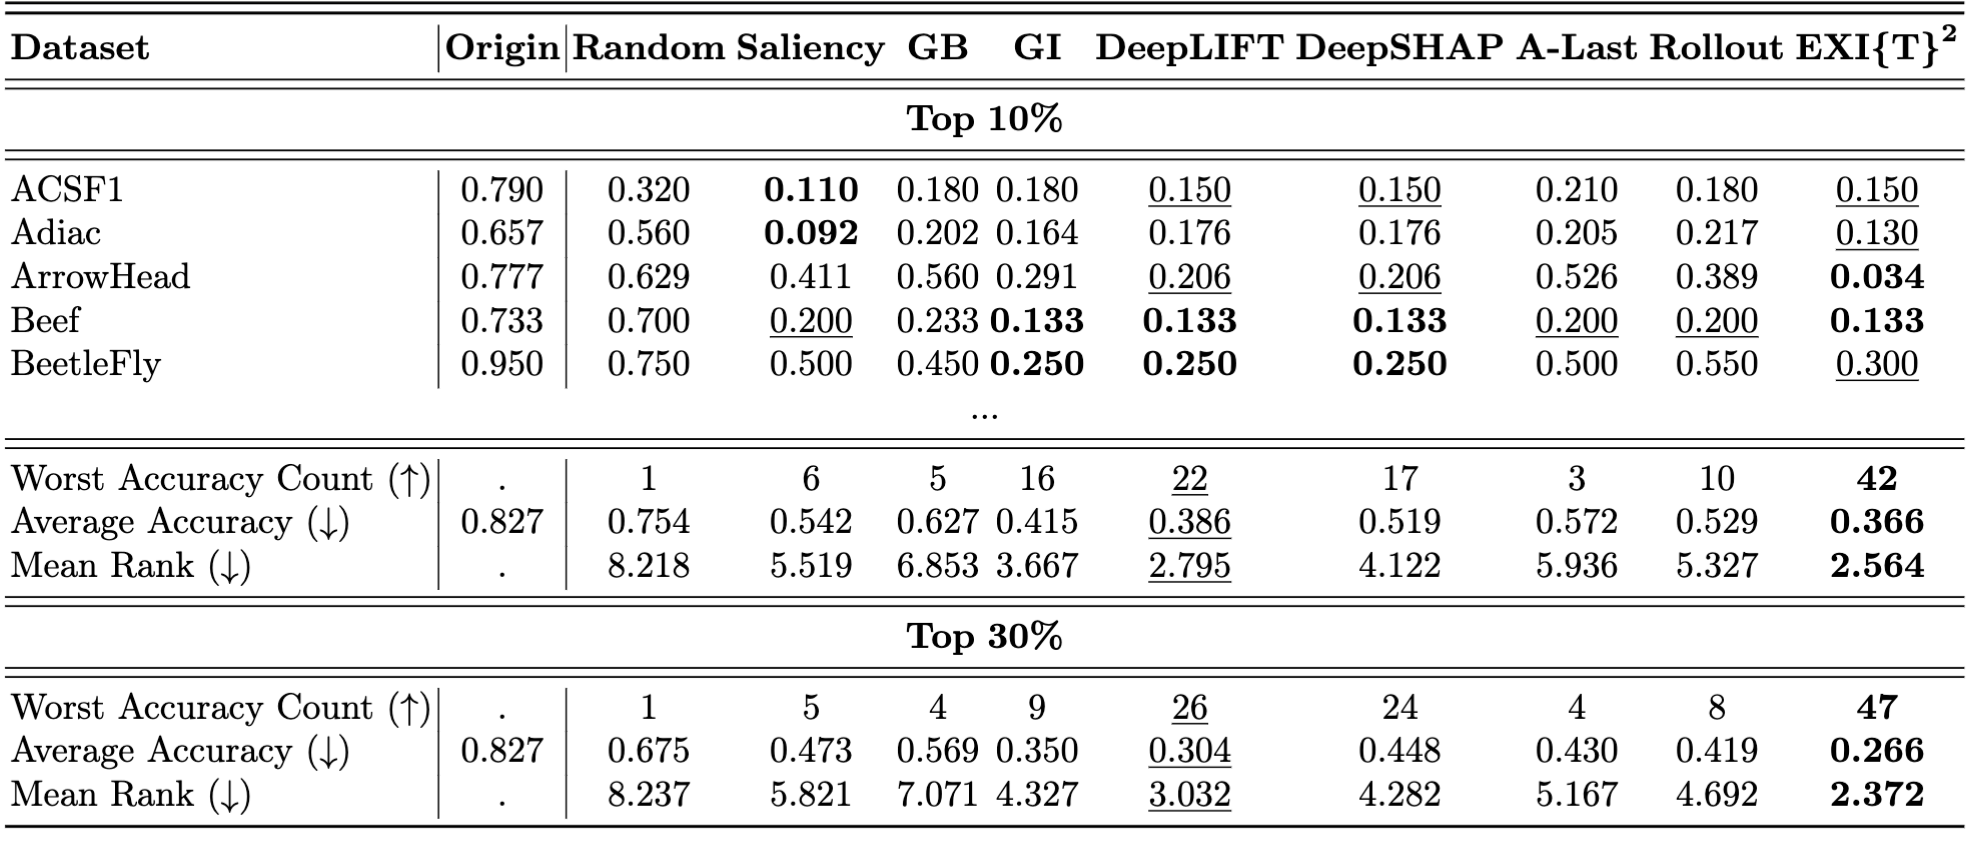 Dataset Origin Random Saliency GB GI DeepLIFT DeepSHAP A-Last Rollout EXI{T}²
Top 10%
ACSF1 0.790 0.320 0.110 0.180 0.180 0.150 0.150 0.210 0.180 0.150
Adiac 0.657 0.560 0.092 0.202 0.164 0.176 0.176 0.205 0.217 0.130
ArrowHead 0.777 0.629 0.411 0.560 0.291 0.206 0.206 0.526 0.389 0.034
Beef 0.733 0.700 0.200 0.233 0.133 0.133 0.133 0.200 0.200 0.133
BeetleFly 0.950 0.750 0.500 0.450 0.250 0.250 0.250 0.500 0.550 0.300
...
Worst Accuracy Count (↑) . 1 6 5 16 22 17 3 10 42
Average Accuracy (↓) 0.827 0.754 0.542 0.627 0.415 0.386 0.519 0.572 0.529 0.366
Mean Rank (↓) . 8.218 5.519 6.853 3.667 2.795 4.122 5.936 5.327 2.564
Top 30%
Worst Accuracy Count (↑) . 1 5 4 9 26 24 4 8 47
Average Accuracy (↓) 0.827 0.675 0.473 0.569 0.350 0.304 0.448 0.430 0.419 0.266
Mean Rank (↓) . 8.237 5.821 7.071 4.327 3.032 4.282 5.167 4.692 2.372